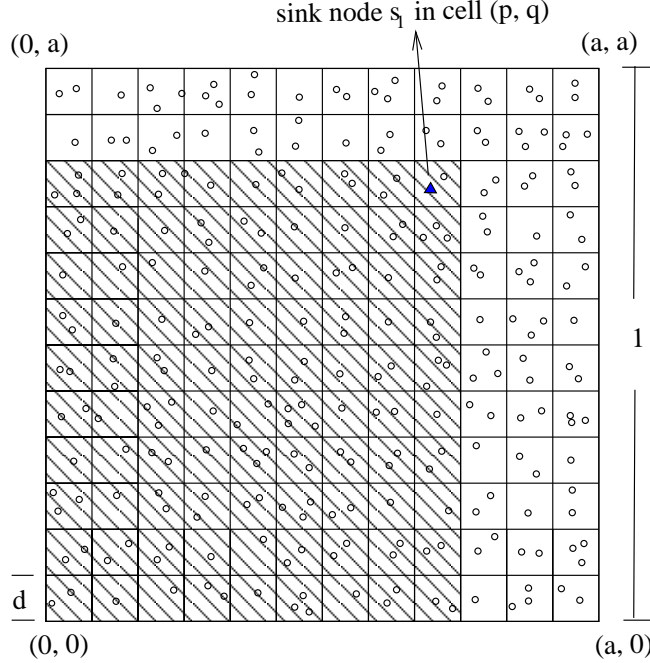 sink node s1 in cell (p, q)
(0, a)
(a, a)
1
d
(0, 0)
(a, 0)